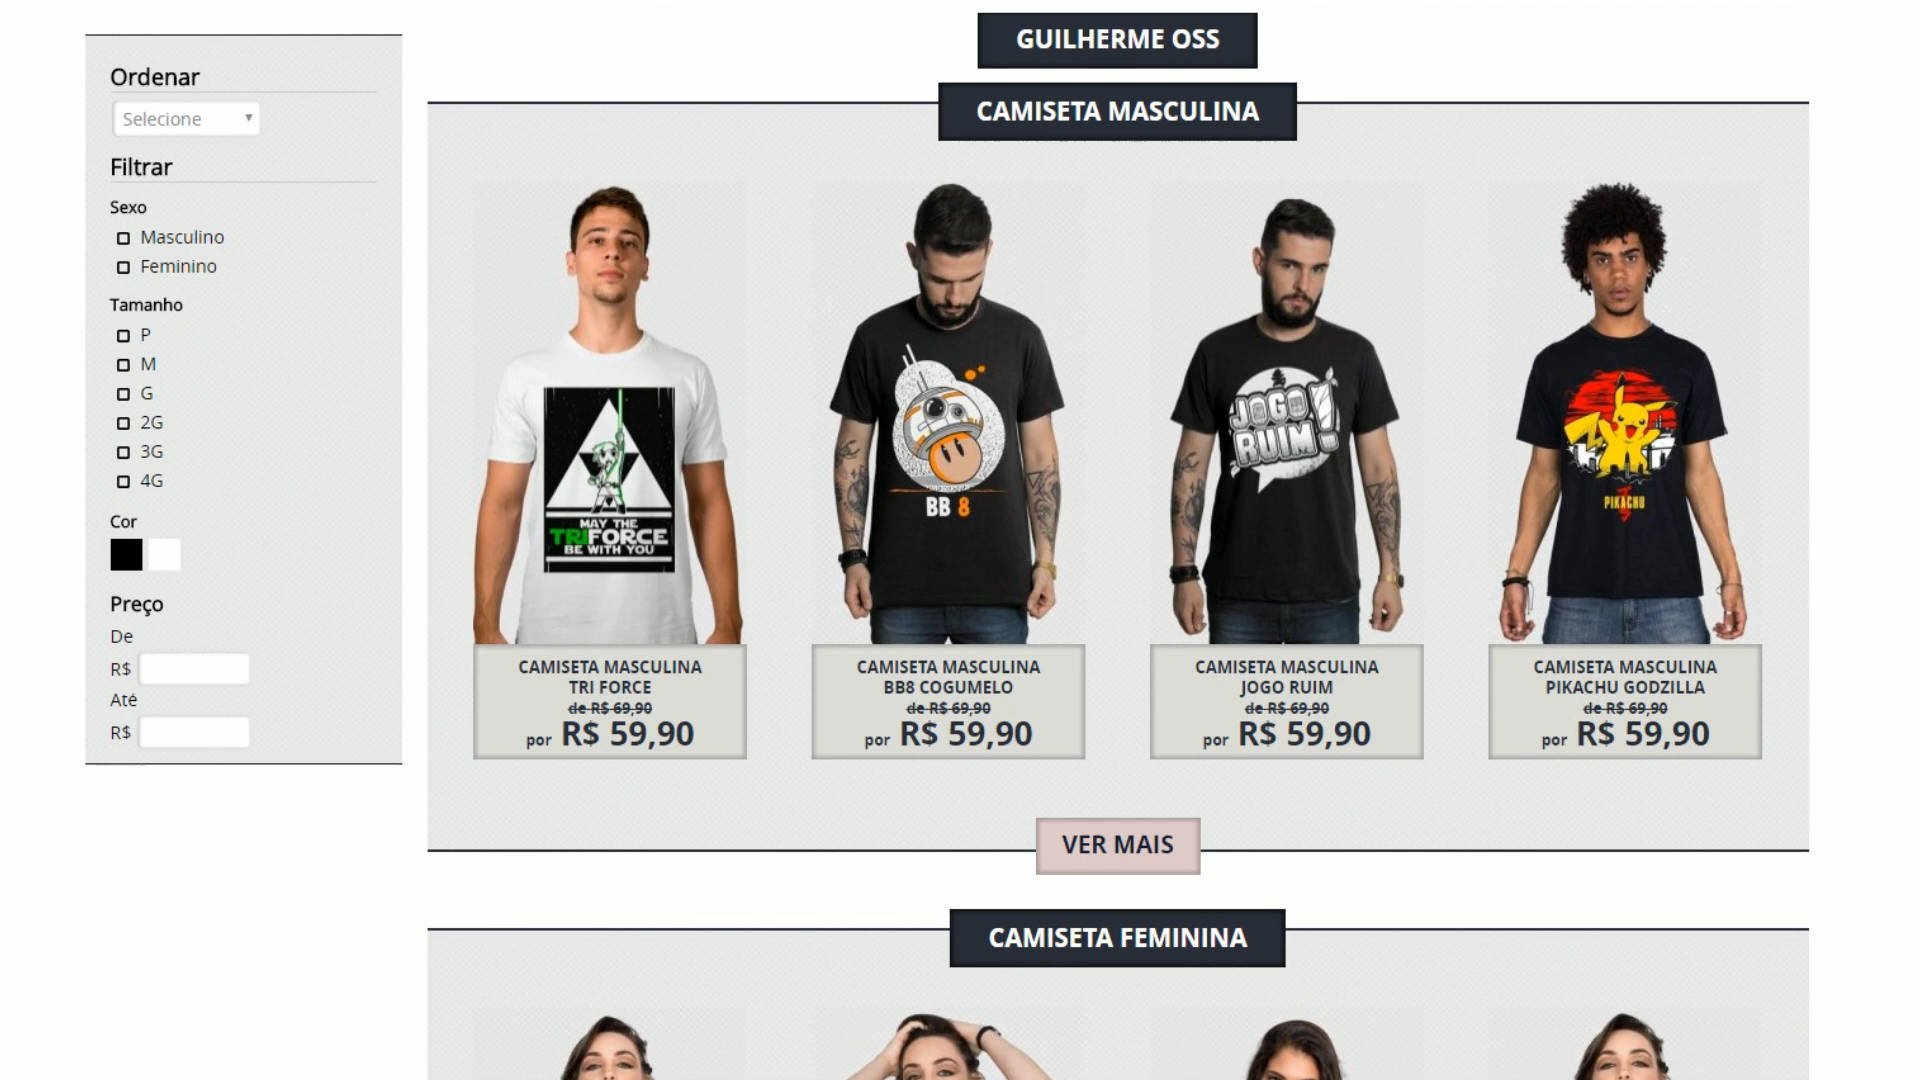 GUILHERME OSS
Ordenar
Selecione
Filtrar
Sexo
Masculino
Feminino
Tamanho
P
M
G
2G
3G
4G
Cor
Preço
De
R$
Até
R$
CAMISETA MASCULINA
MAY THE
TRIFORCE
BE WITH YOU
BB 8
JOGO
RUIM!
PIKACHU
CAMISETA MASCULINA
TRI FORCE
de R$ 69,90
por R$ 59,90
CAMISETA MASCULINA
BB8 COGUMELO
de R$ 69,90
por R$ 59,90
CAMISETA MASCULINA
JOGO RUIM
de R$ 69,90
por R$ 59,90
CAMISETA MASCULINA
PIKACHU GODZILLA
de R$ 69,90
por R$ 59,90
VER MAIS
CAMISETA FEMININA